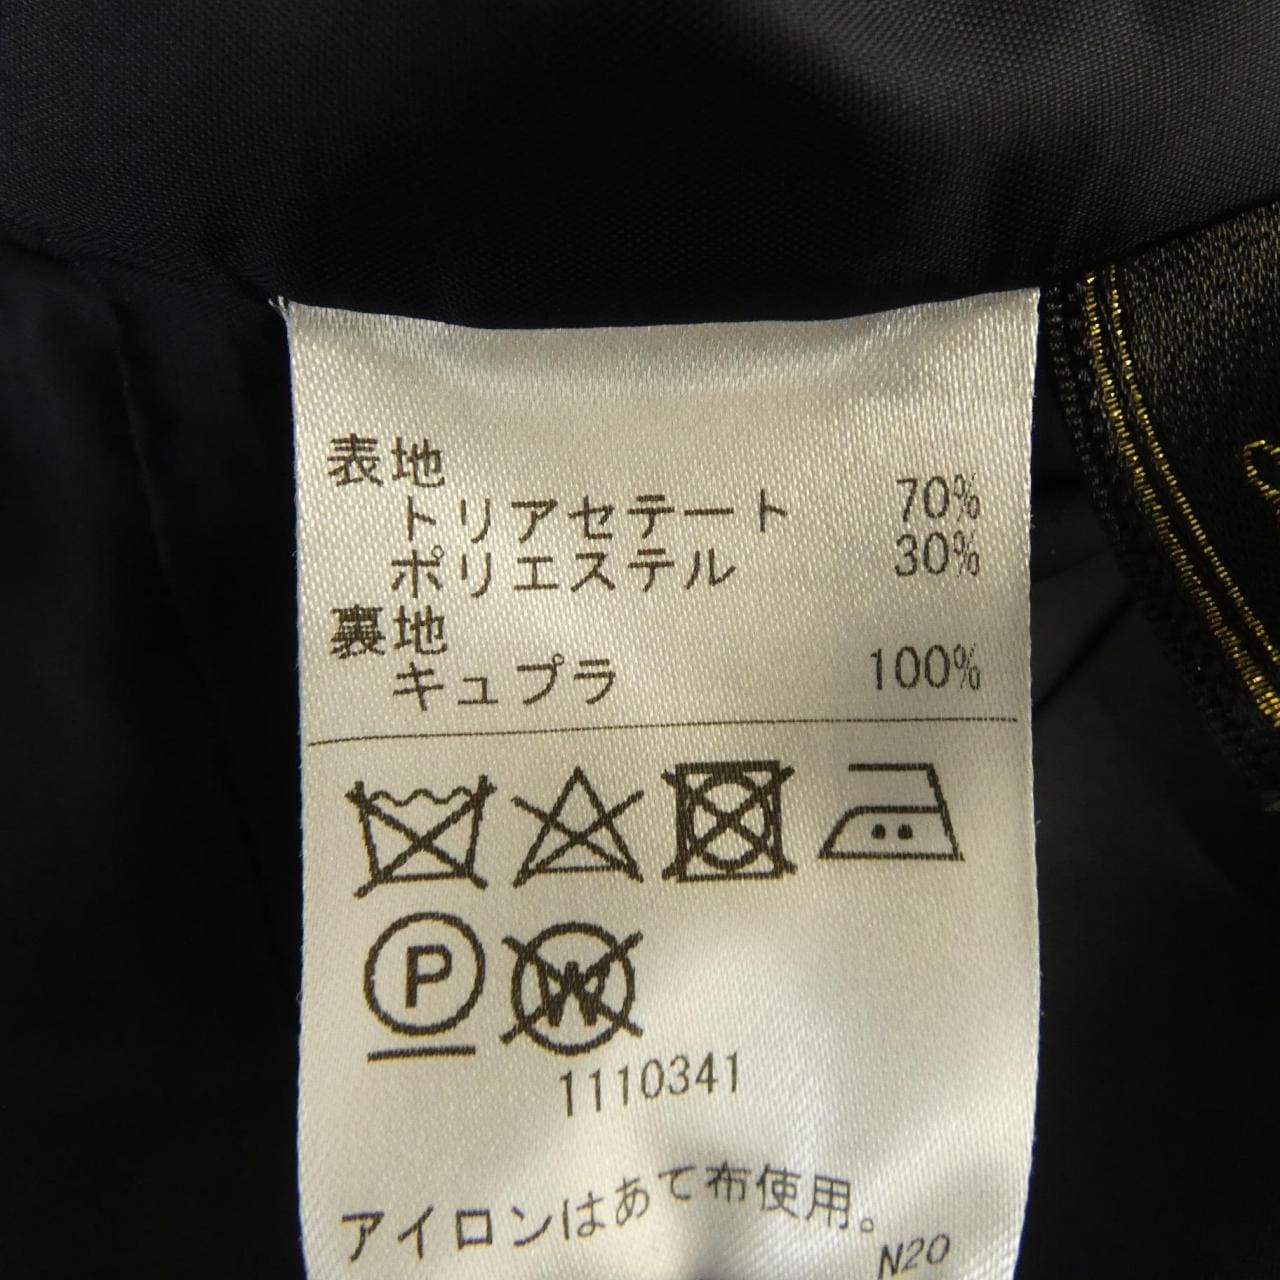 表地
トリアセテート 70%
ポリエステル 30%
裏地
キュプラ 100%
P W
1110341
アイロンはあて布使用。
N20